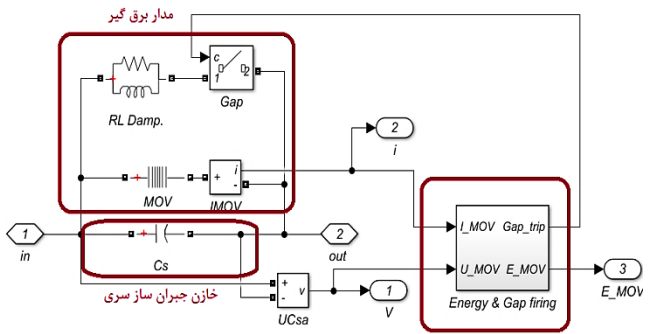 مدار برق گیر
c
1
2
Gap
RL Damp.
2
i
+
MOV
+
-
i
IMOV
1
in
+
Cs
2
out
خازن جبران ساز سری
+
-
v
UCsa
1
V
I_MOV
Gap_trip
U_MOV
E_MOV
Energy & Gap firing
3
E_MOV